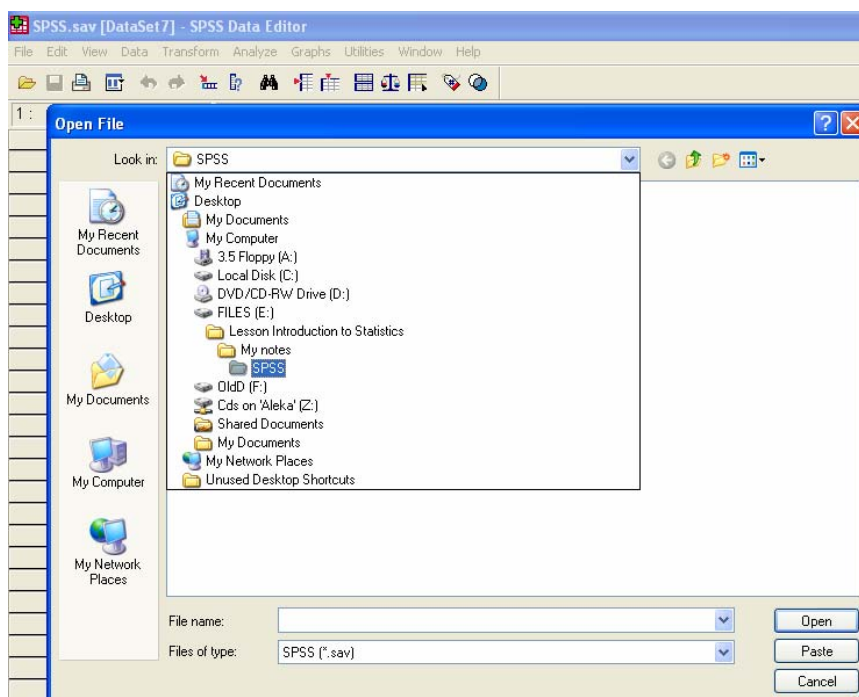 SPSS.sav [DataSet7] - SPSS Data Editor
File Edit View Data Transform Analyze Graphs Utilities Window Help
1 :
Open File
Look in: SPSS
My Recent Documents
Desktop
My Documents
My Computer
3.5 Floppy (A:)
Local Disk (C:)
DVD/CD-RW Drive (D:)
FILES (E:)
Lesson Introduction to Statistics
My notes
SPSS
OldD (F:)
Cds on 'Aleka' (Z:)
Shared Documents
My Documents
My Network Places
Unused Desktop Shortcuts
My Recent
Documents
Desktop
My Documents
My Computer
My Network
Places
File name:
Open
Files of type: SPSS (*.sav)
Paste
Cancel